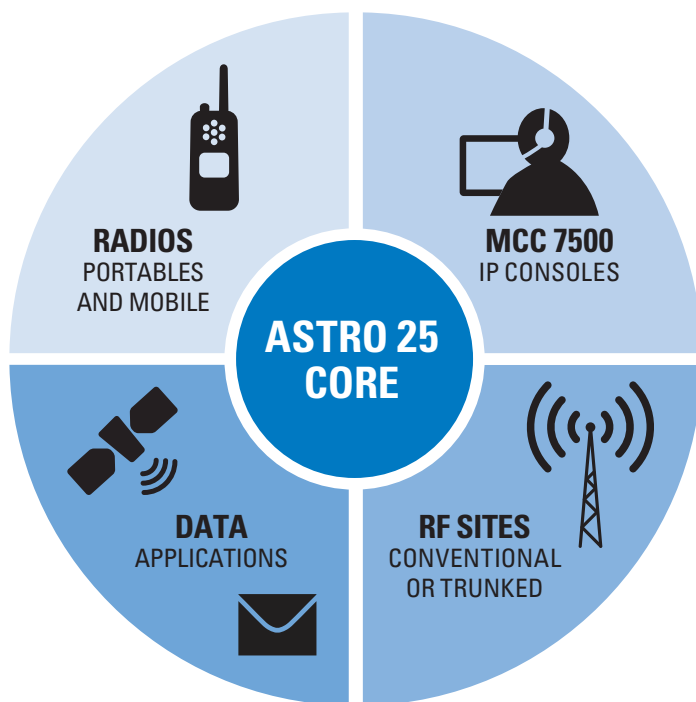 RADIOS
PORTABLES
AND MOBILE
MCC 7500
IP CONSOLES
ASTRO 25
CORE
DATA
APPLICATIONS
RF SITES
CONVENTIONAL
OR TRUNKED